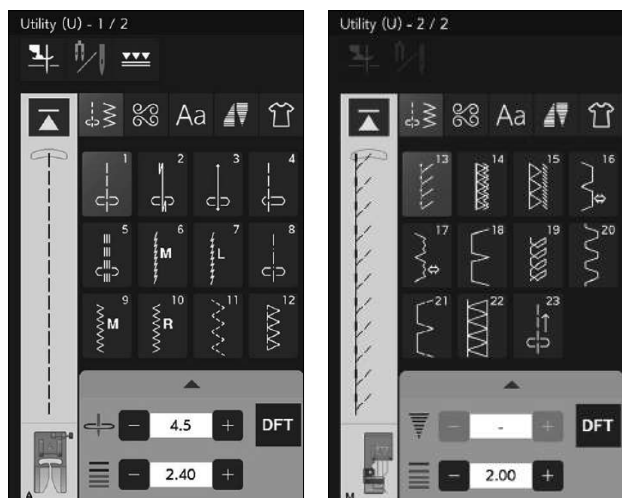 Utility (U) - 1 / 2
Aa
1 2 3 4
5 6 7 8
M L
9 10 11 12
M R
4.5 DFT
2.40
A
Utility (U) - 2 / 2
Aa
13 14 15 16
17 18 19 20
21 22 23
- DFT
2.00
M